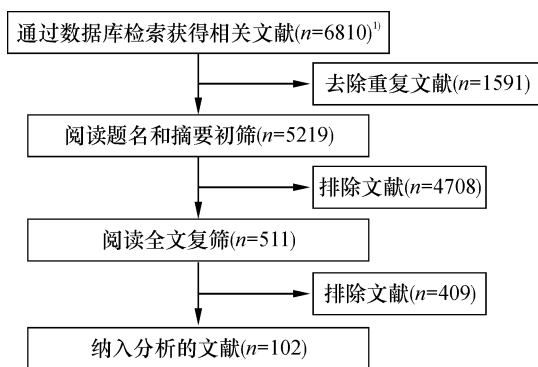 通过数据库检索获得相关文献(n=6810)1)
去除重复文献(n=1591)
阅读题名和摘要初筛(n=5219)
排除文献(n=4708)
阅读全文复筛(n=511)
排除文献(n=409)
纳入分析的文献(n=102)